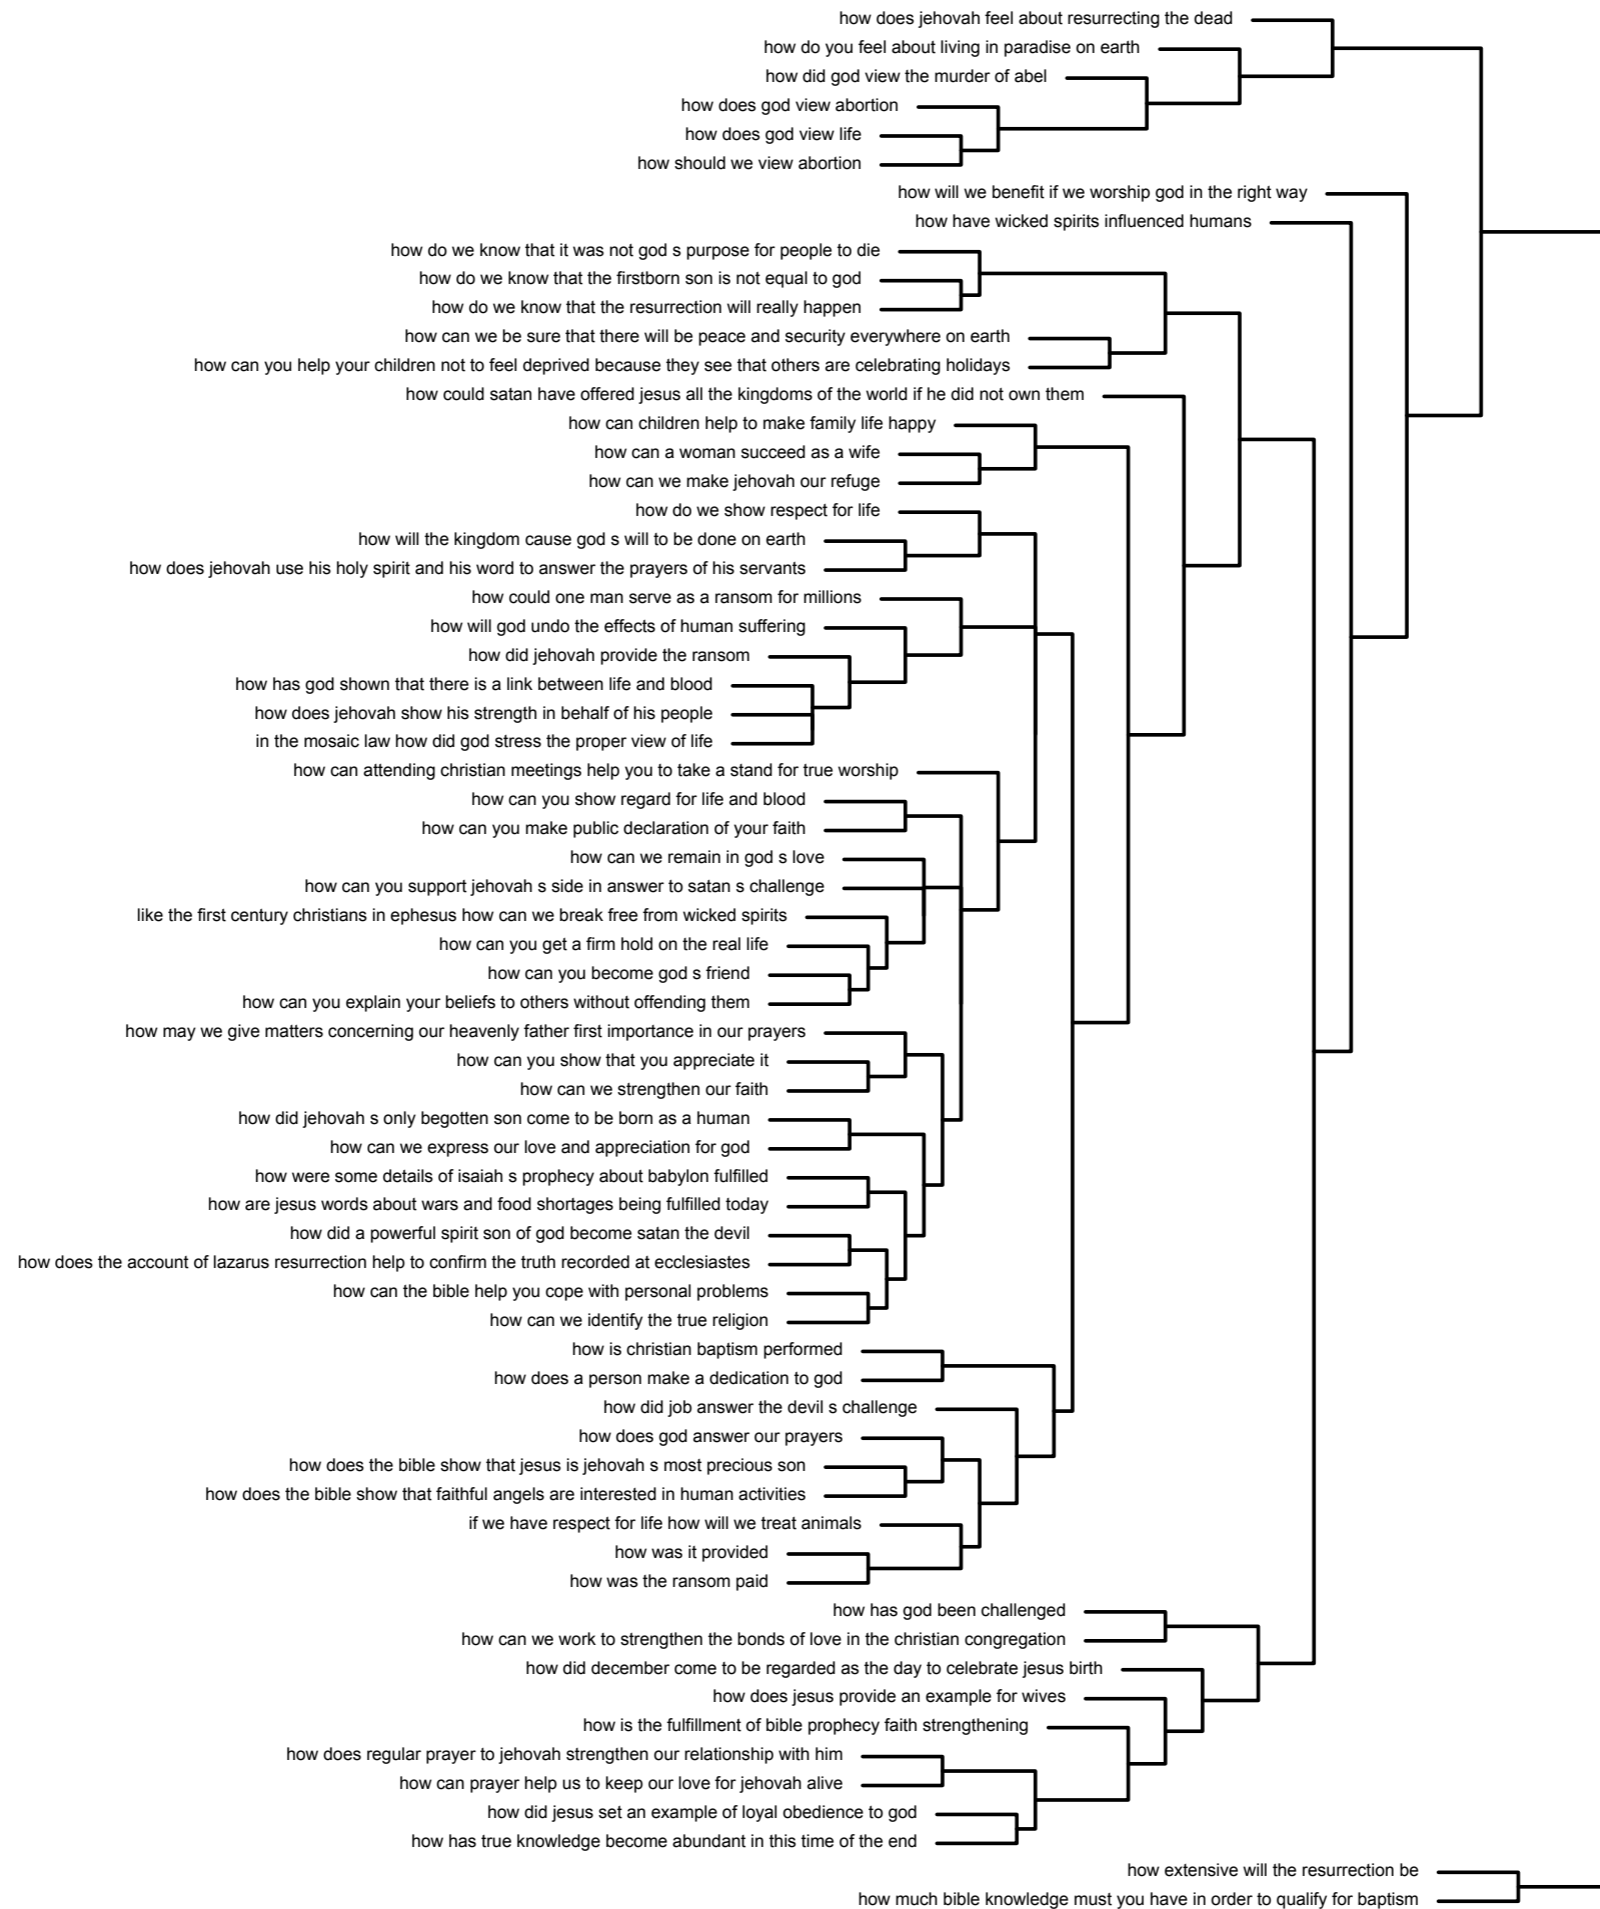 how does jehovah feel about resurrecting the dead
how do you feel about living in paradise on earth
how did god view the murder of abel
how does god view abortion
how does god view life
how should we view abortion
how will we benefit if we worship god in the right way
how have wicked spirits influenced humans
how do we know that it was not god s purpose for people to die
how do we know that the firstborn son is not equal to god
how do we know that the resurrection will really happen
how can we be sure that there will be peace and security everywhere on earth
how can you help your children not to feel deprived because they see that others are celebrating holidays
how could satan have offered jesus all the kingdoms of the world if he did not own them
how can children help to make family life happy
how can a woman succeed as a wife
how can we make jehovah our refuge
how do we show respect for life
how will the kingdom cause god s will to be done on earth
how does jehovah use his holy spirit and his word to answer the prayers of his servants
how could one man serve as a ransom for millions
how will god undo the effects of human suffering
how did jehovah provide the ransom
how has god shown that there is a link between life and blood
how does jehovah show his strength in behalf of his people
in the mosaic law how did god stress the proper view of life
how can attending christian meetings help you to take a stand for true worship
how can you show regard for life and blood
how can you make public declaration of your faith
how can we remain in god s love
how can you support jehovah s side in answer to satan s challenge
like the first century christians in ephesus how can we break free from wicked spirits
how can you get a firm hold on the real life
how can you become god s friend
how can you explain your beliefs to others without offending them
how may we give matters concerning our heavenly father first importance in our prayers
how can you show that you appreciate it
how can we strengthen our faith
how did jehovah s only begotten son come to be born as a human
how can we express our love and appreciation for god
how were some details of isaiah s prophecy about babylon fulfilled
how are jesus words about wars and food shortages being fulfilled today
how did a powerful spirit son of god become satan the devil
how does the account of lazarus resurrection help to confirm the truth recorded at ecclesiastes
how can the bible help you cope with personal problems
how can we identify the true religion
how is christian baptism performed
how does a person make a dedication to god
how did job answer the devil s challenge
how does god answer our prayers
how does the bible show that jesus is jehovah s most precious son
how does the bible show that faithful angels are interested in human activities
if we have respect for life how will we treat animals
how was it provided
how was the ransom paid
how has god been challenged
how can we work to strengthen the bonds of love in the christian congregation
how did december come to be regarded as the day to celebrate jesus birth
how does jesus provide an example for wives
how is the fulfillment of bible prophecy faith strengthening
how does regular prayer to jehovah strengthen our relationship with him
how can prayer help us to keep our love for jehovah alive
how did jesus set an example of loyal obedience to god
how has true knowledge become abundant in this time of the end
how extensive will the resurrection be
how much bible knowledge must you have in order to qualify for baptism